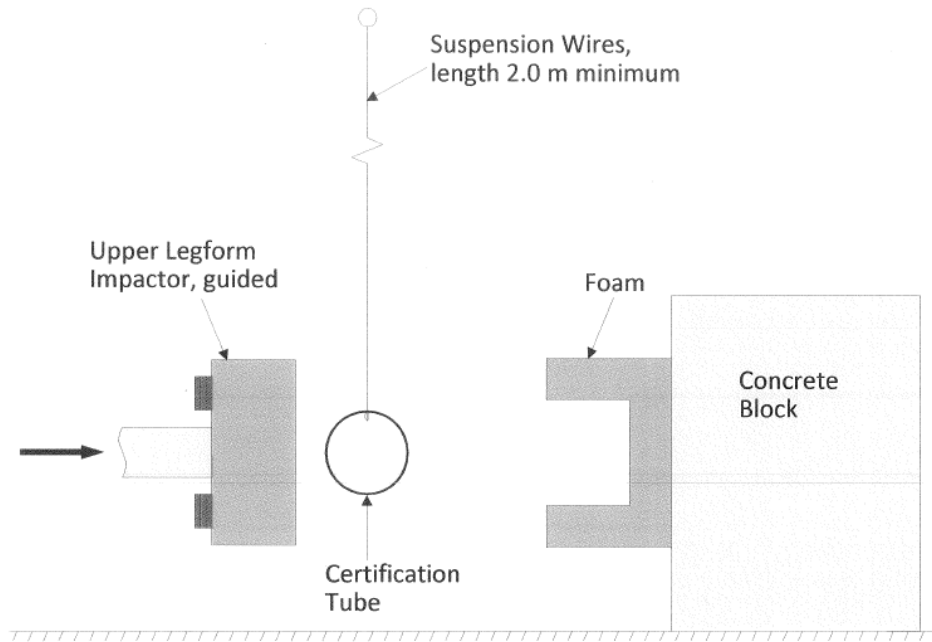 Suspension Wires,
length 2.0 m minimum
Upper Legform
Impactor, guided
Foam
Concrete
Block
Certification
Tube